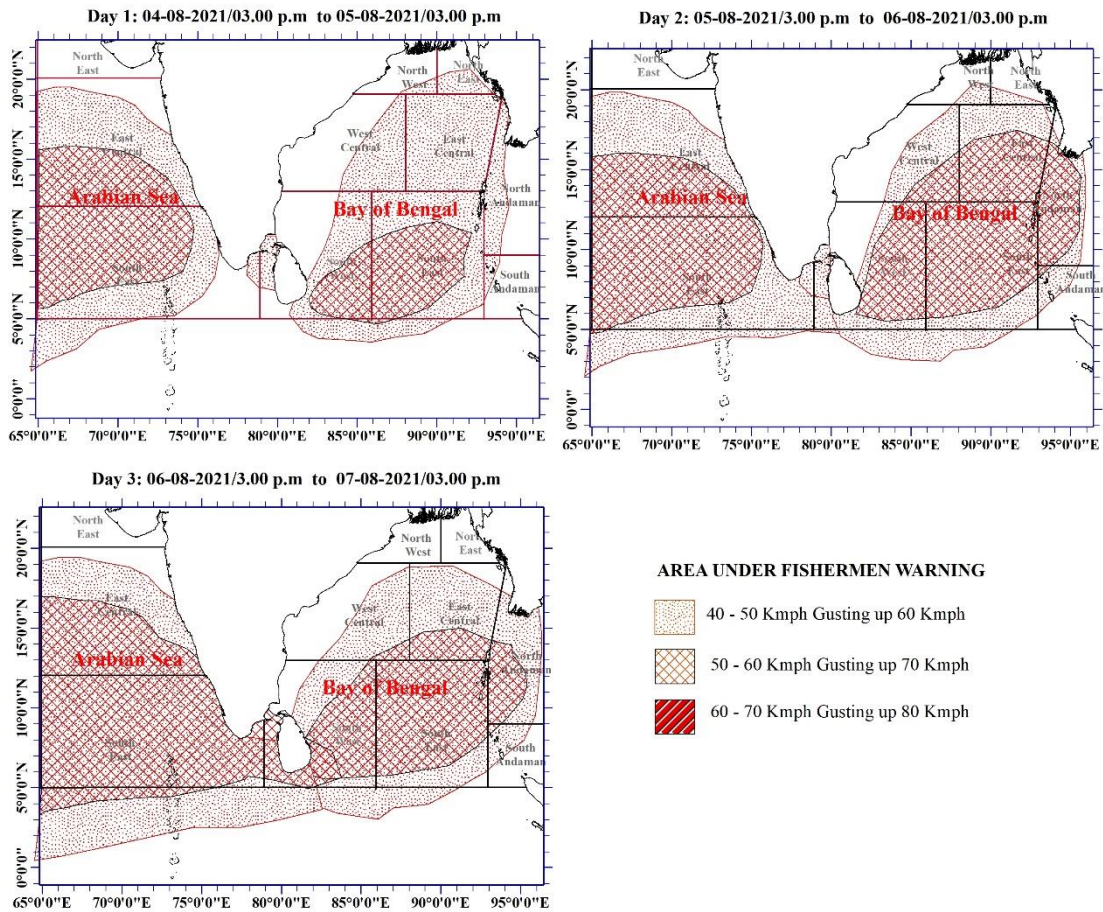 Day 1: 04-08-2021/03.00 p.m to 05-08-2021/03.00 p.m
North
East
North
West
North
East
East
Central
West
Central
East
Central
North
Andaman
Arabian Sea
Bay of Bengal
South
East
South
East
South
Andaman
20°0'0"N
15°0'0"N
10°0'0"N
5°0'0"N
0°0'0"
65°0'0"E 70°0'0"E 75°0'0"E 80°0'0"E 85°0'0"E 90°0'0"E 95°0'0"E
Day 2: 05-08-2021/3.00 p.m to 06-08-2021/03.00 p.m
North
East
North
West
North
East
East
Central
West
Central
East
Central
Arabian Sea
Bay of Bengal
South
East
South
West
South
East
South
Andaman
20°0'0"N
15°0'0"N
10°0'0"N
5°0'0"N
0°0'0"
65°0'0"E 70°0'0"E 75°0'0"E 80°0'0"E 85°0'0"E 90°0'0"E 95°0'0"E
Day 3: 06-08-2021/3.00 p.m to 07-08-2021/03.00 p.m
North
East
North
West
North
East
East
Central
West
Central
East
Central
North
Andaman
Arabian Sea
Bay of Bengal
South
Part
South
West
South
East
South
Andaman
20°0'0"N
15°0'0"N
10°0'0"N
5°0'0"N
0°0'0"
65°0'0"E 70°0'0"E 75°0'0"E 80°0'0"E 85°0'0"E 90°0'0"E 95°0'0"E
AREA UNDER FISHERMEN WARNING
40 - 50 Kmph Gusting up 60 Kmph
50 - 60 Kmph Gusting up 70 Kmph
60 - 70 Kmph Gusting up 80 Kmph